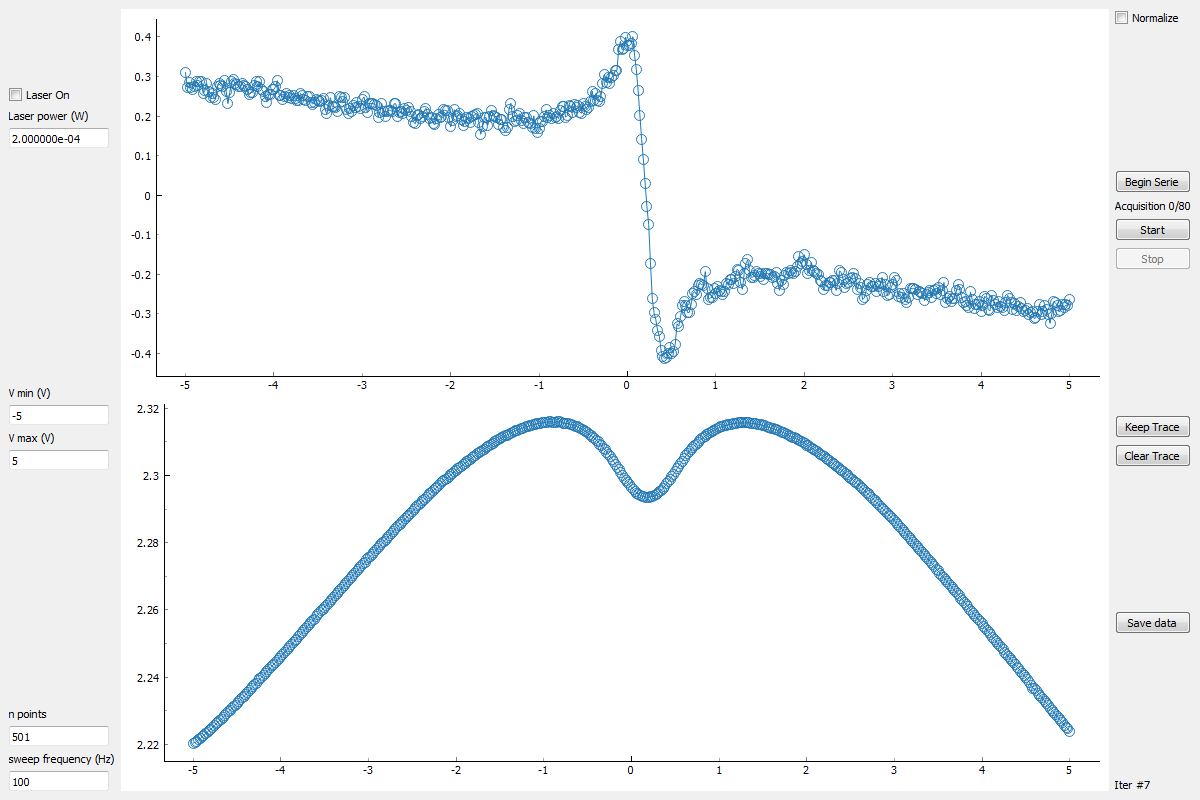 Normalize
Laser On
Laser power (W)
2.000000e-04
0.4
0.3
0.2
0.1
0
-0.1
-0.2
-0.3
-0.4
-5 -4 -3 -2 -1 0 1 2 3 4 5
Begin Serie
Acquisition 0/80
Start
Stop
V min (V)
-5
V max (V)
5
2.32
2.3
2.28
2.26
2.24
2.22
-5 -4 -3 -2 -1 0 1 2 3 4 5
Keep Trace
Clear Trace
Save data
n points
501
sweep frequency (Hz)
100
Iter #7